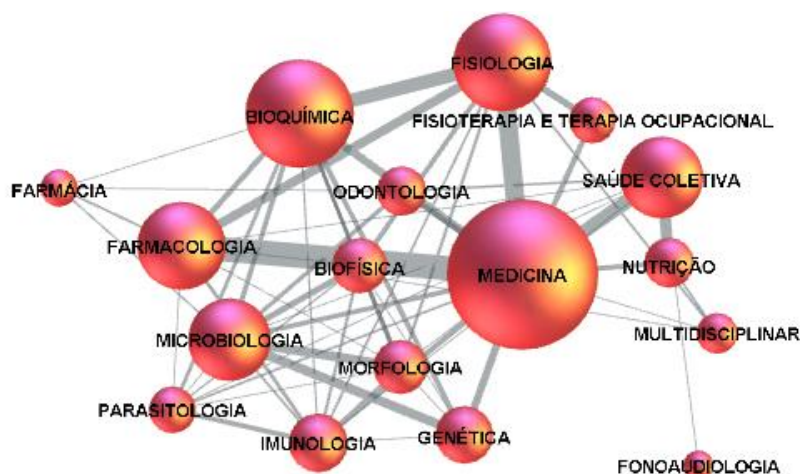 FISIOLOGIA
BIOQUÍMICA
FISIOTERAPIA E TERAPIA OCUPACIONAL
FARMÁCIA
ODONTOLOGIA
SAÚDE COLETIVA
FARMACOLOGIA
BIOFÍSICA
MEDICINA
NUTRIÇÃO
MICROBIOLOGIA
MULTIDISCIPLINAR
MORFOLOGIA
PARASITOLOGIA
IMUNOLOGIA
GENÉTICA
FONOAUDIOLOGIA